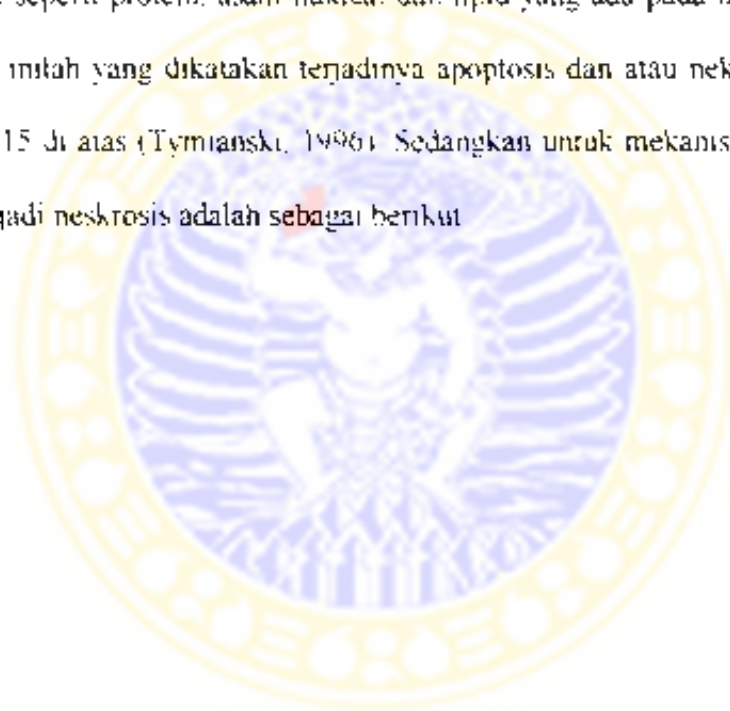 seperti protein, asam nukleat dan lipid yang ada pada
inilah yang dikatakan terjadinya apoptosis dan atau nek
15 di atas (Tymianski, 1996). Sedangkan untuk mekanis
jadi neskrosis adalah sebagai berikut